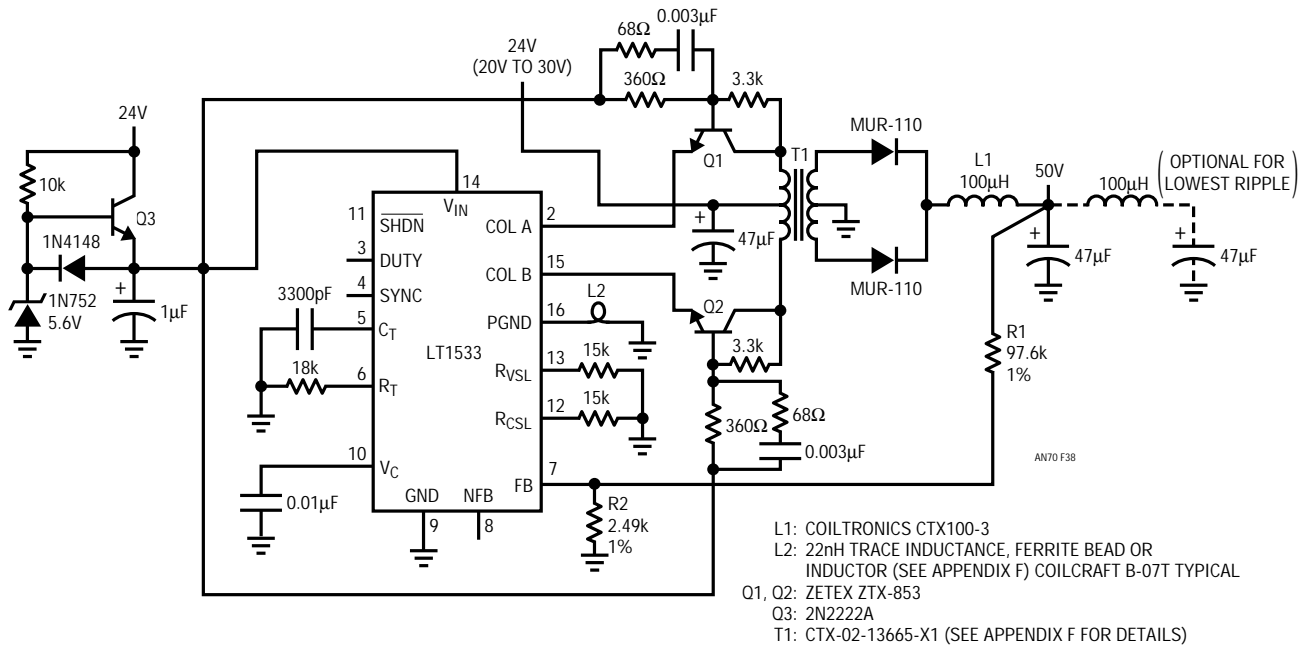 0.003µF
68Ω
24V
(20V TO 30V)
360Ω
3.3k
24V
MUR-110
Q1
T1
L1
100µH
50V
100µH
(OPTIONAL FOR
LOWEST RIPPLE)
10k
Q3
14
VIN
11
SHDN
2
COL A
+
47µF
+
47µF
+
47µF
1N4148
3
DUTY
15
COL B
MUR-110
1N752
5.6V
+
1µF
4
SYNC
3300pF
L2
Q2
5
CT
16
PGND
LT1533
R1
97.6k
1%
3.3k
18k
6
RT
13
RVSL
15k
12
RCSL
15k
360Ω
68Ω
0.003µF
AN70 F38
10
VC
7
FB
0.01µF
GND
NFB
9
8
R2
2.49k
1%
L1: COILTRONICS CTX100-3
L2: 22nH TRACE INDUCTANCE, FERRITE BEAD OR
INDUCTOR (SEE APPENDIX F) COILCRAFT B-07T TYPICAL
Q1, Q2: ZETEX ZTX-853
Q3: 2N2222A
T1: CTX-02-13665-X1 (SEE APPENDIX F FOR DETAILS)